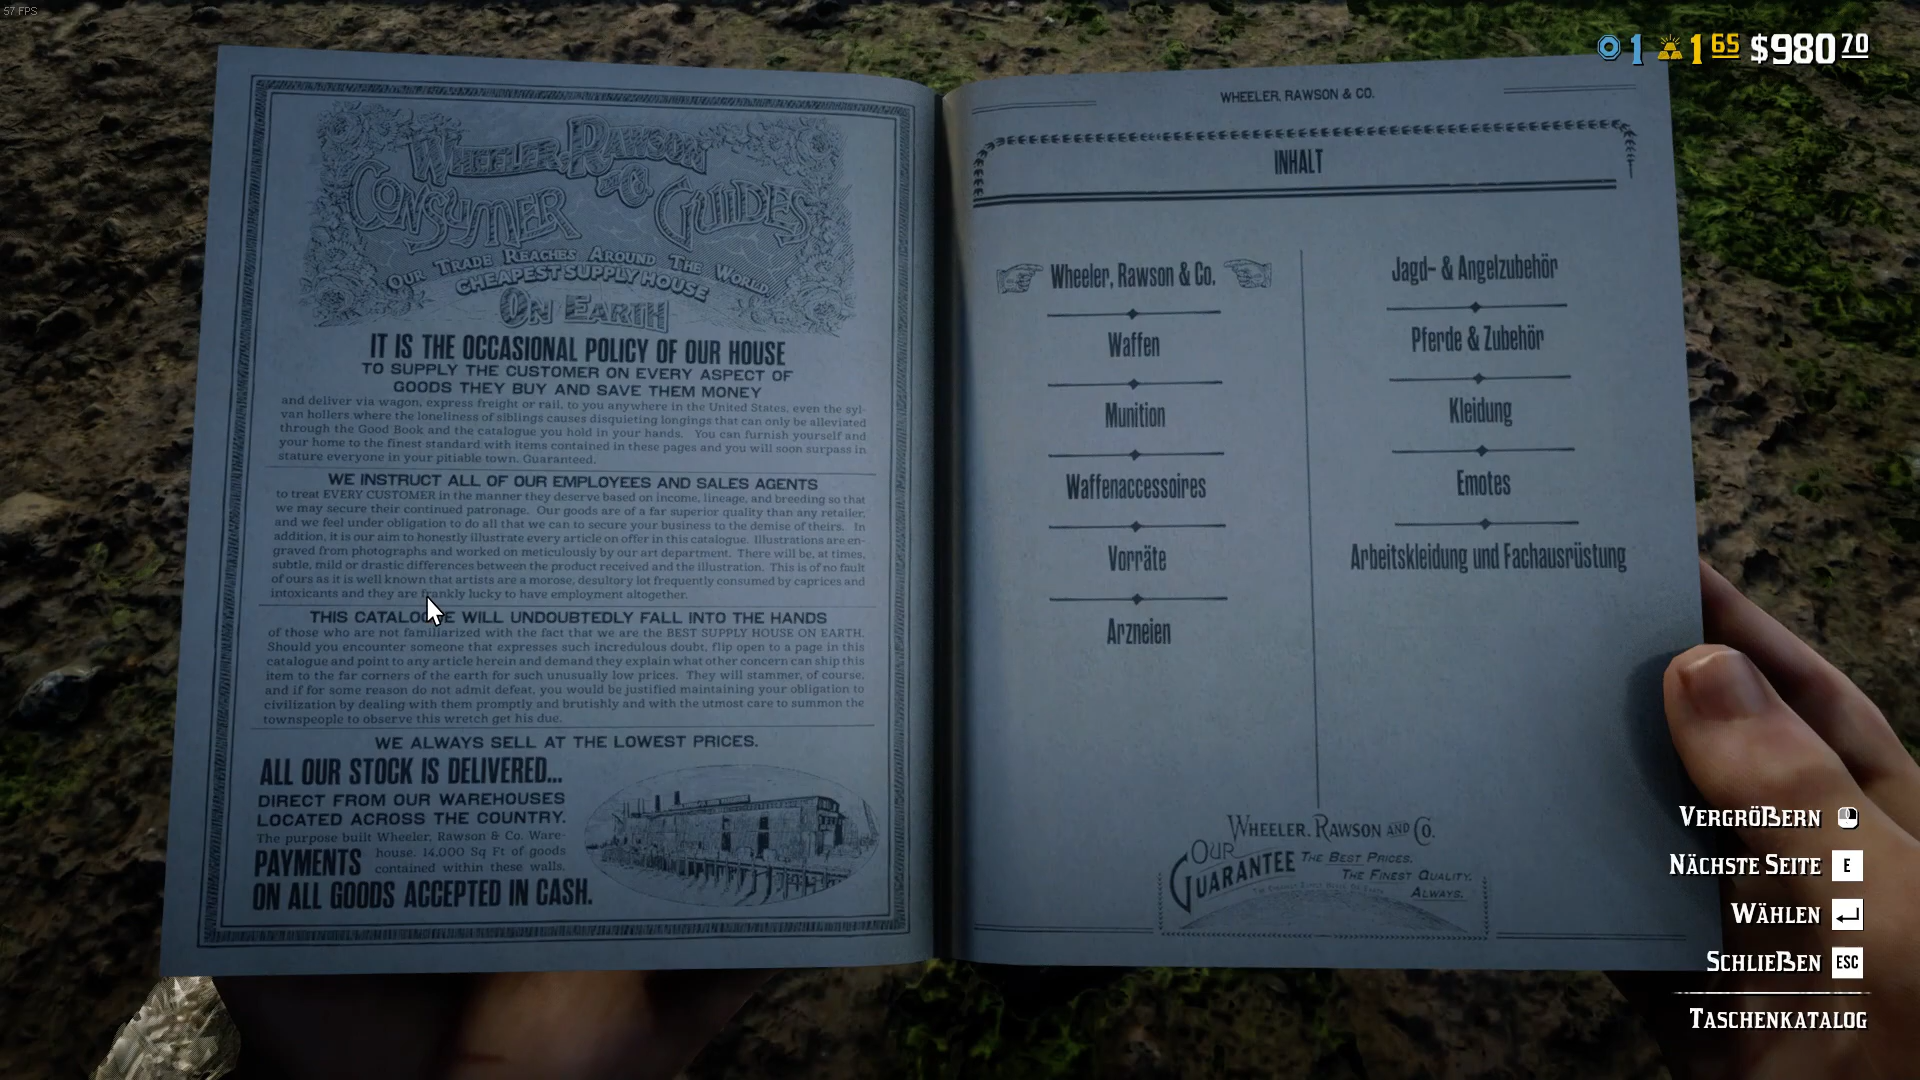 57 FPS
1 1 65 $980 70
WHEELER, RAWSON
AND Co.
CONSUMER GUIDES
OUR TRADE REACHES AROUND THE WORLD.
CHEAPEST SUPPLY HOUSE
ON EARTH
IT IS THE OCCASIONAL POLICY OF OUR HOUSE
TO SUPPLY THE CUSTOMER ON EVERY ASPECT OF
GOODS THEY BUY AND SAVE THEM MONEY
and deliver via wagon, express freight or rail, to you anywhere in the United States, even the syl-
van hollers where the loneliness of siblings causes disquieting longings that can only be alleviated
through the Good Book and the catalogue you hold in your hands. You can furnish yourself and
your home to the finest standard with items contained in these pages and you will soon surpass in
stature everyone in your pitiable town. Guaranteed.
WE INSTRUCT ALL OF OUR EMPLOYEES AND SALES AGENTS
to treat EVERY CUSTOMER in the manner they deserve based on income, lineage, and breeding so that
we may secure their continued patronage. Our goods are of a far superior quality than any retailer,
and we feel under obligation to do all that we can to secure your business to the demise of theirs. In
addition, it is our aim to honestly illustrate every article on offer in this catalogue. Illustrations are en-
graved from photographs and worked on meticulously by our art department. There will be, at times,
subtle, mild or drastic differences between the product received and the illustration. This is of no fault
of ours as it is well known that artists are a morose, desultory lot frequently consumed by caprices and
intoxicants and they are frankly lucky to have employment altogether.
THIS CATALOGUE WILL UNDOUBTEDLY FALL INTO THE HANDS
of those who are not familiarized with the fact that we are the BEST SUPPLY HOUSE ON EARTH.
Should you encounter someone that expresses such incredulous doubt, flip open to a page in this
catalogue and point to any article herein and demand they explain what other concern can ship this
item to the far corners of the earth for such unusually low prices. They will stammer, of course,
and if for some reason do not admit defeat, you would be justified maintaining your obligation to
civilization by dealing with them promptly and brutishly and with the utmost care to summon the
townspeople to observe this wretch get his due.
WE ALWAYS SELL AT THE LOWEST PRICES.
ALL OUR STOCK IS DELIVERED...
DIRECT FROM OUR WAREHOUSES
LOCATED ACROSS THE COUNTRY.
The purpose built Wheeler, Rawson & Co. Ware-
house. 14,000 Sq Ft of goods
contained within these walls.
PAYMENTS
ON ALL GOODS ACCEPTED IN CASH.
WHEELER, RAWSON & CO.
INHALT
Wheeler, Rawson & Co.
Waffen
Munition
Waffenaccessoires
Vorräte
Arzneien
Jagd- & Angelzubehör
Pferde & Zubehör
Kleidung
Emotes
Arbeitskleidung und Fachausrüstung
WHEELER, RAWSON AND CO.
OUR
GUARANTEE
THE BEST PRICES.
THE FINEST QUALITY.
ALWAYS.
VERGRÖẞERN
NÄCHSTE SEITE E
WÄHLEN
SCHLIEẞEN ESC
TASCHENKATALOG